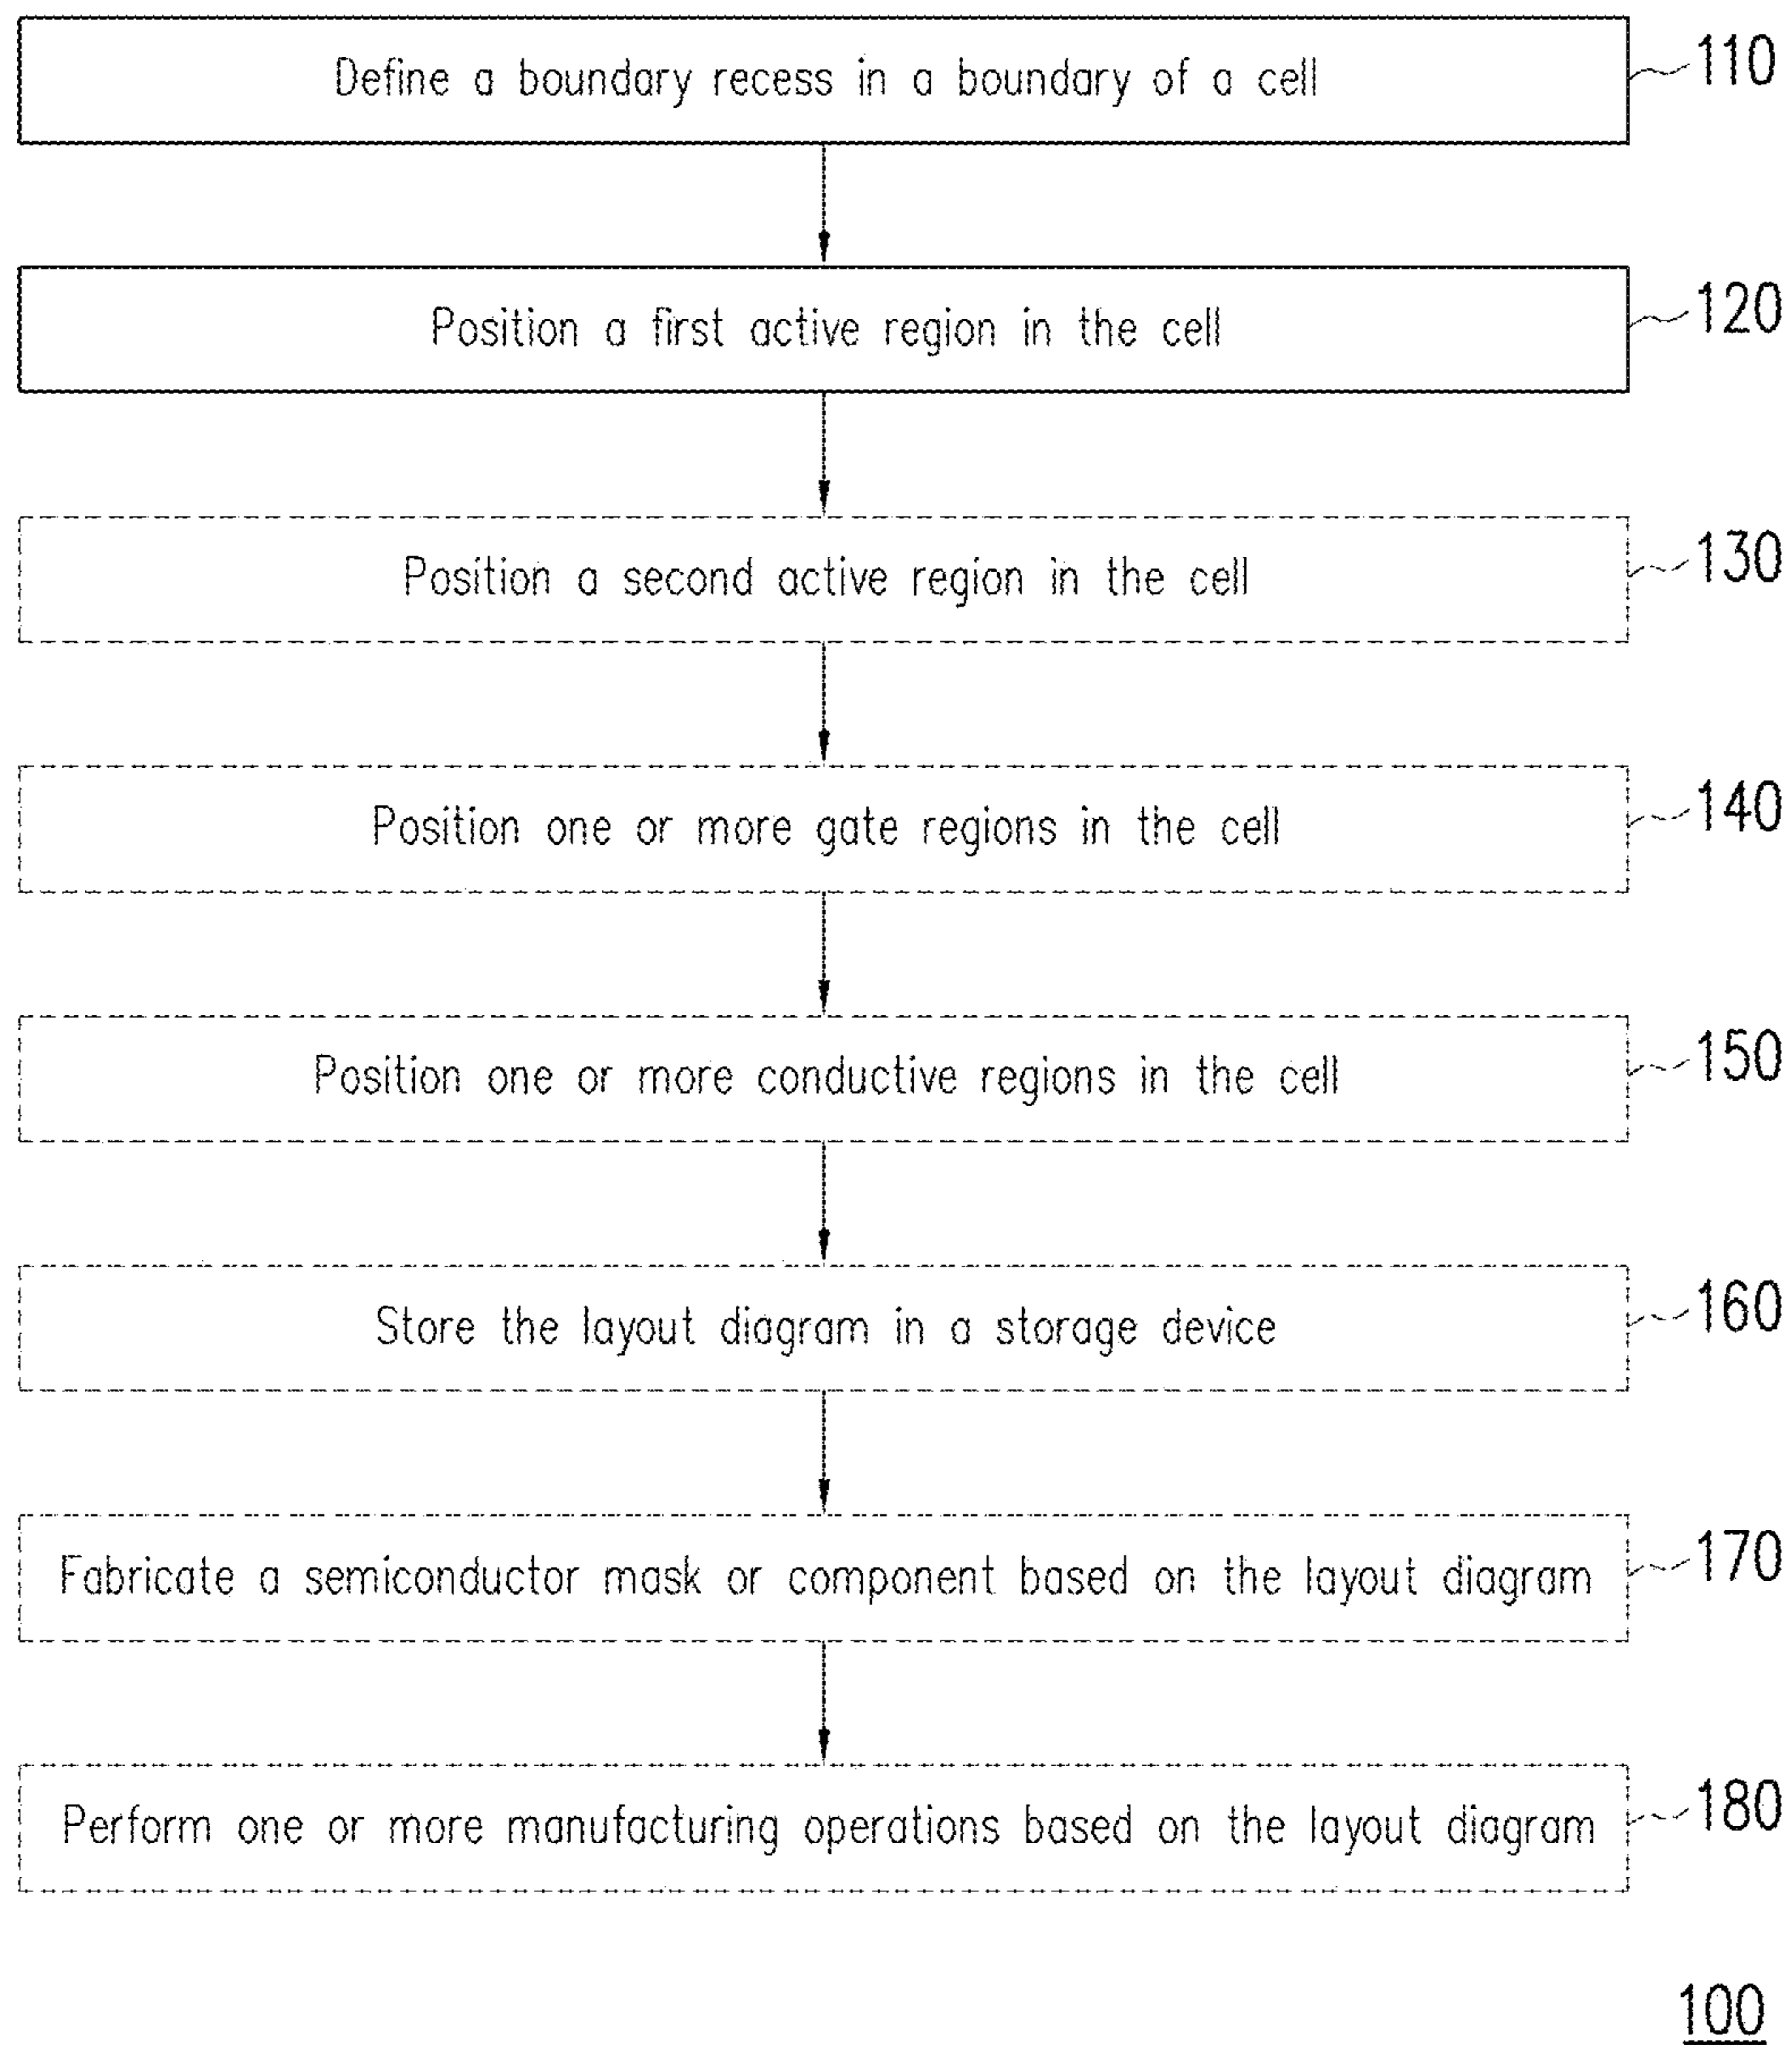 Define a boundary recess in a boundary of a cell 110
Position a first active region in the cell 120
Position a second active region in the cell 130
Position one or more gate regions in the cell 140
Position one or more conductive regions in the cell 150
Store the layout diagram in a storage device 160
Fabricate a semiconductor mask or component based on the layout diagram 170
Perform one or more manufacturing operations based on the layout diagram 180
100